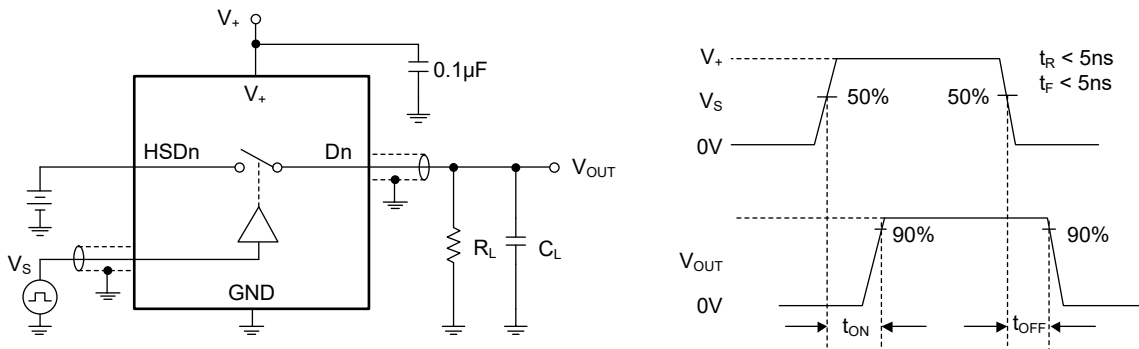 V+
0.1µF
V+
HSDn
Dn
VOUT
VS
RL
CL
GND
V+
VS
0V
50%
50%
tR < 5ns
tF < 5ns
VOUT
0V
90%
90%
tON
tOFF